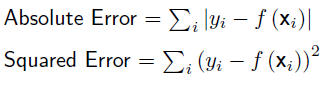 Absolute Error = ∑ᵢ |yᵢ − f (xᵢ)|
Squared Error = ∑ᵢ (yᵢ − f (xᵢ))²